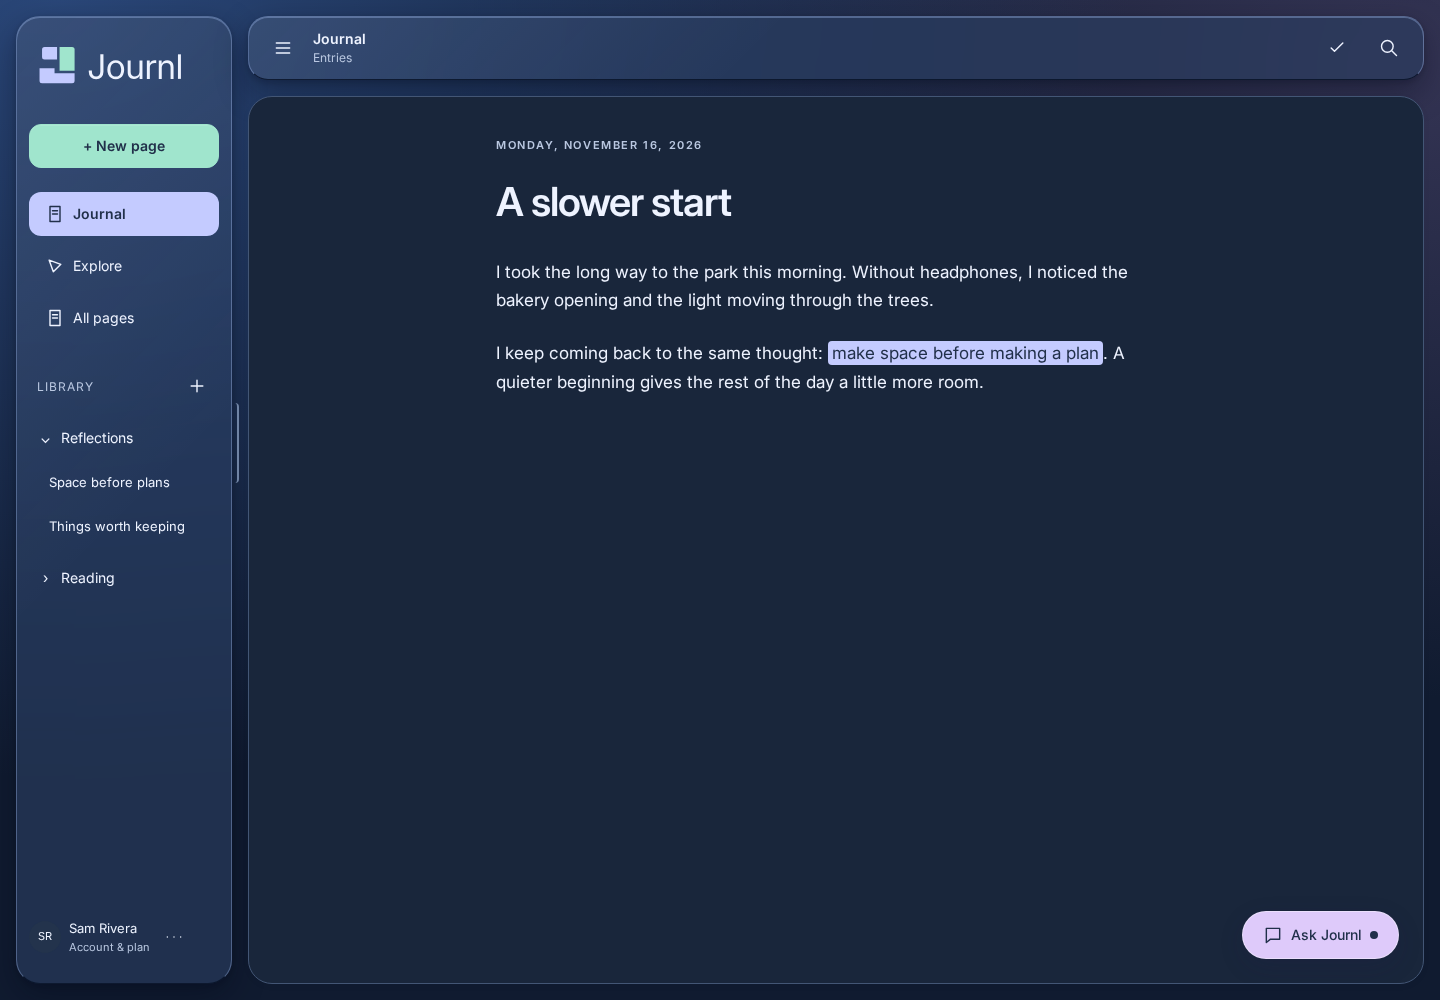 Journl
+ New page
Journal
Explore
All pages
LIBRARY
Reflections
Space before plans
Things worth keeping
Reading
SR
Sam Rivera
Account & plan
...
Journal
Entries
MONDAY, NOVEMBER 16, 2026
A slower start
I took the long way to the park this morning. Without headphones, I noticed the
bakery opening and the light moving through the trees.
I keep coming back to the same thought: make space before making a plan. A
quieter beginning gives the rest of the day a little more room.
Ask Journl